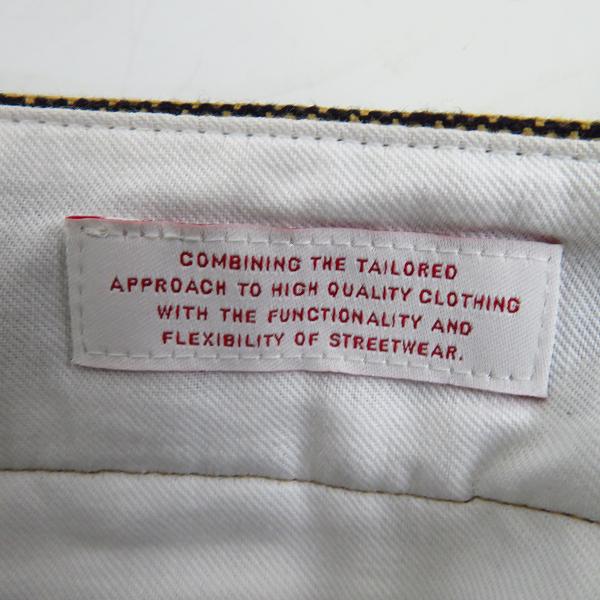 COMBINING THE TAILORED
APPROACH TO HIGH QUALITY CLOTHING
WITH THE FUNCTIONALITY AND
FLEXIBILITY OF STREETWEAR.